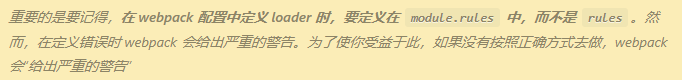 重要的是要记得，在 webpack 配置中定义 loader 时，要定义在 module.rules 中，而不是 rules 。然
而，在定义错误时 webpack 会给出严重的警告。为了使你受益于此，如果没有按照正确方式去做，webpack
会“给出严重的警告”